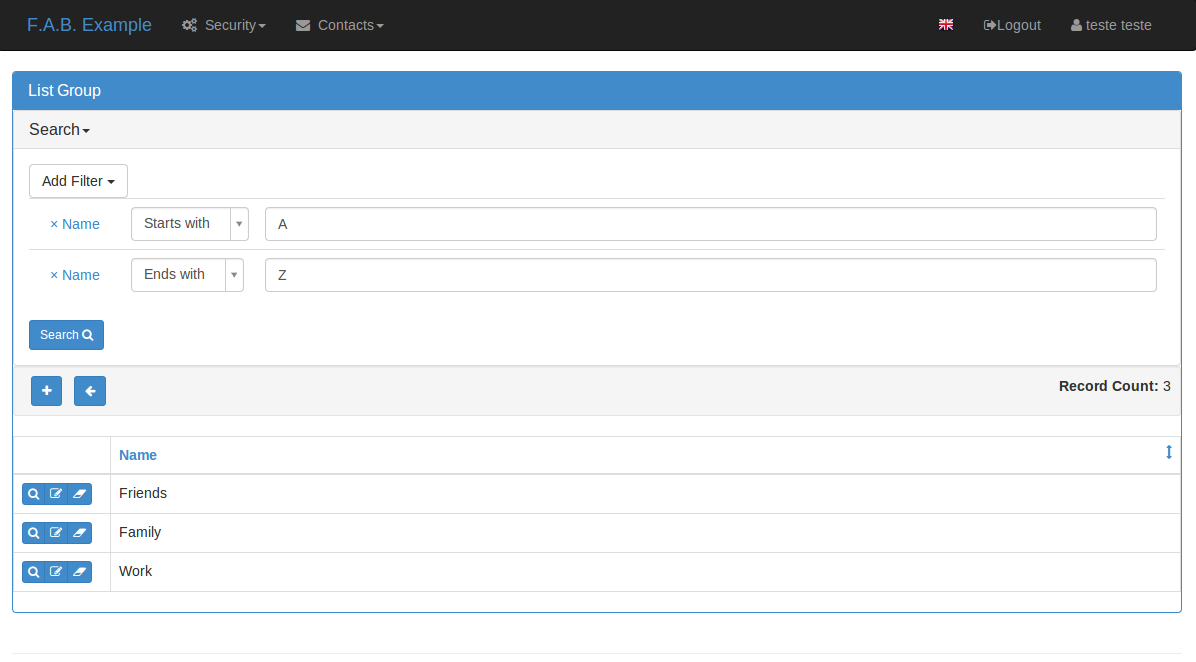 F.A.B. Example Security Contacts Logout teste teste
List Group
Search
Add Filter
× Name Starts with A
× Name Ends with Z
Search
Record Count: 3
Name
Friends
Family
Work